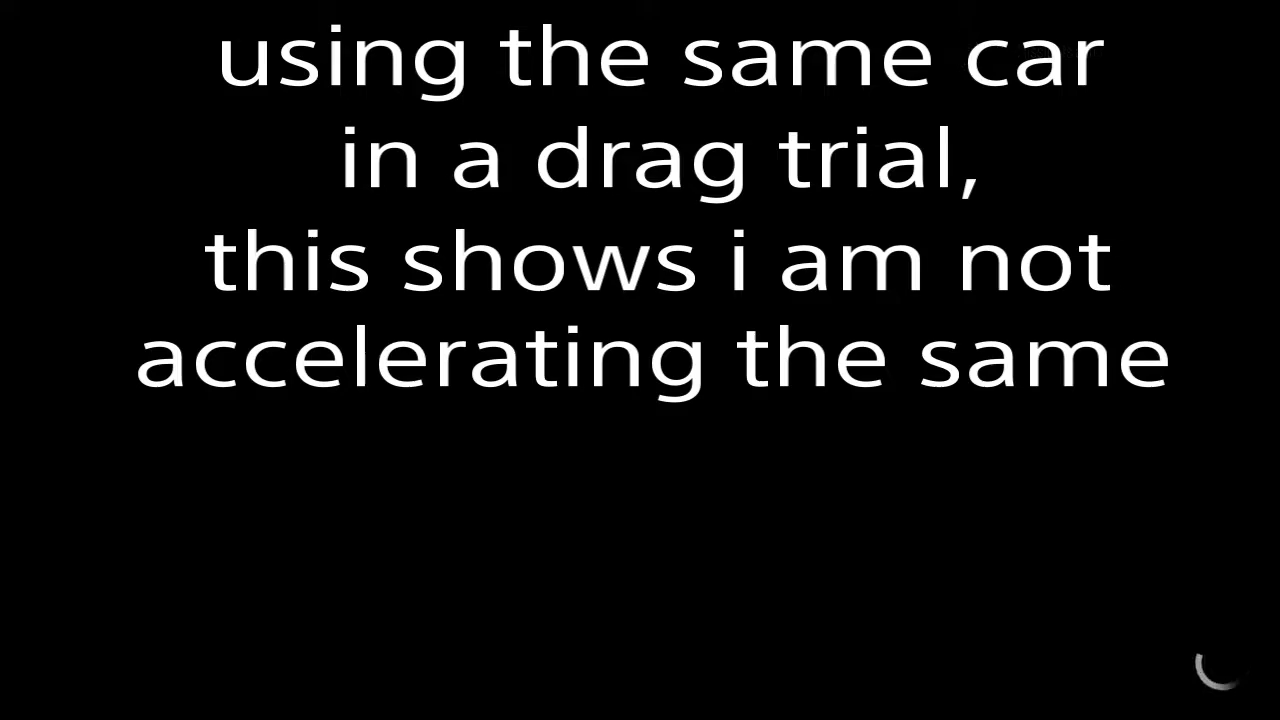 using the same car
in a drag trial,
this shows i am not
accelerating the same